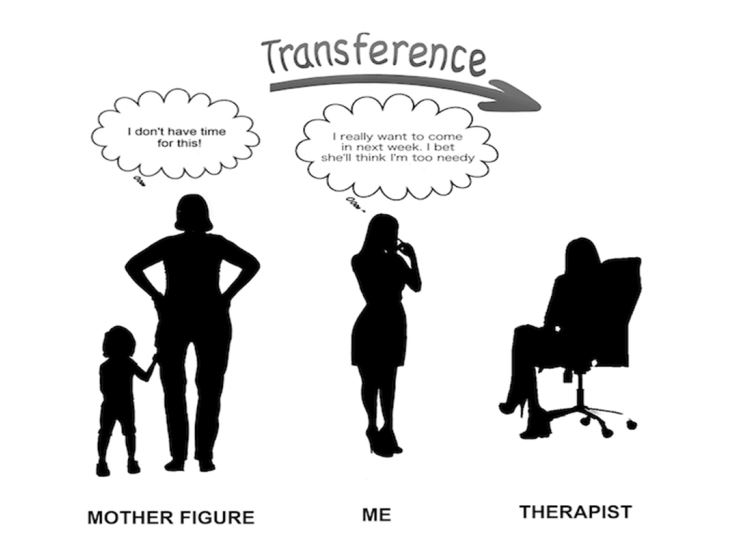 Transference
I don't have time
for this!
I really want to come
in next week. I bet
she'll think I'm too needy
MOTHER FIGURE
ME
THERAPIST